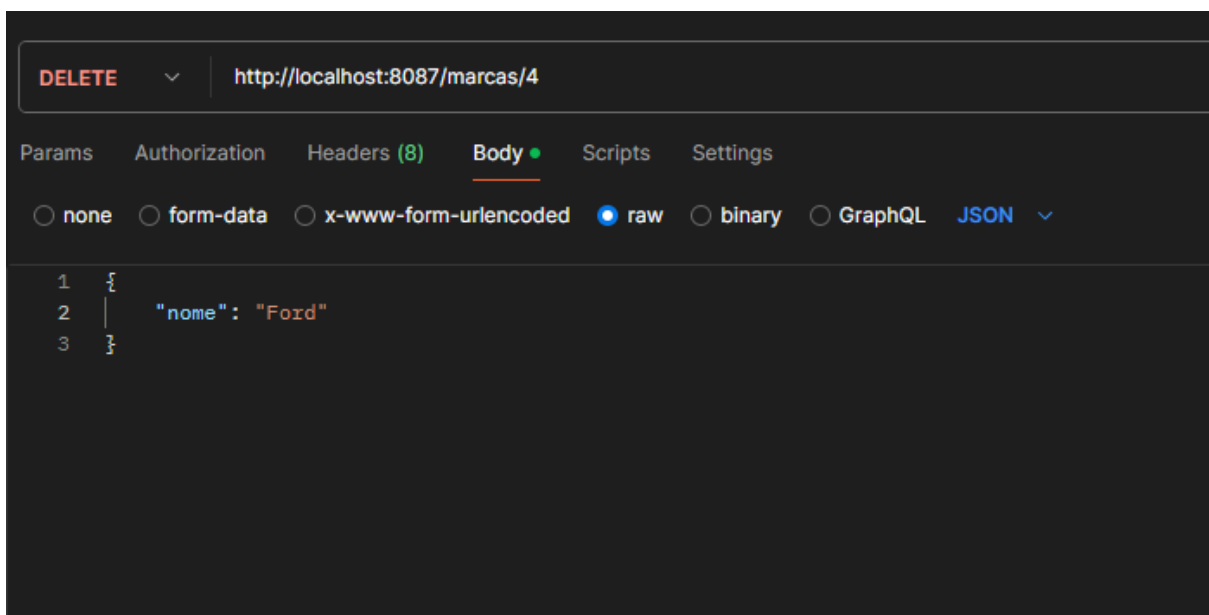 DELETE http://localhost:8087/marcas/4
Params Authorization Headers (8) Body Scripts Settings
none form-data x-www-form-urlencoded raw binary GraphQL JSON
1 {
2 "nome": "Ford"
3 }